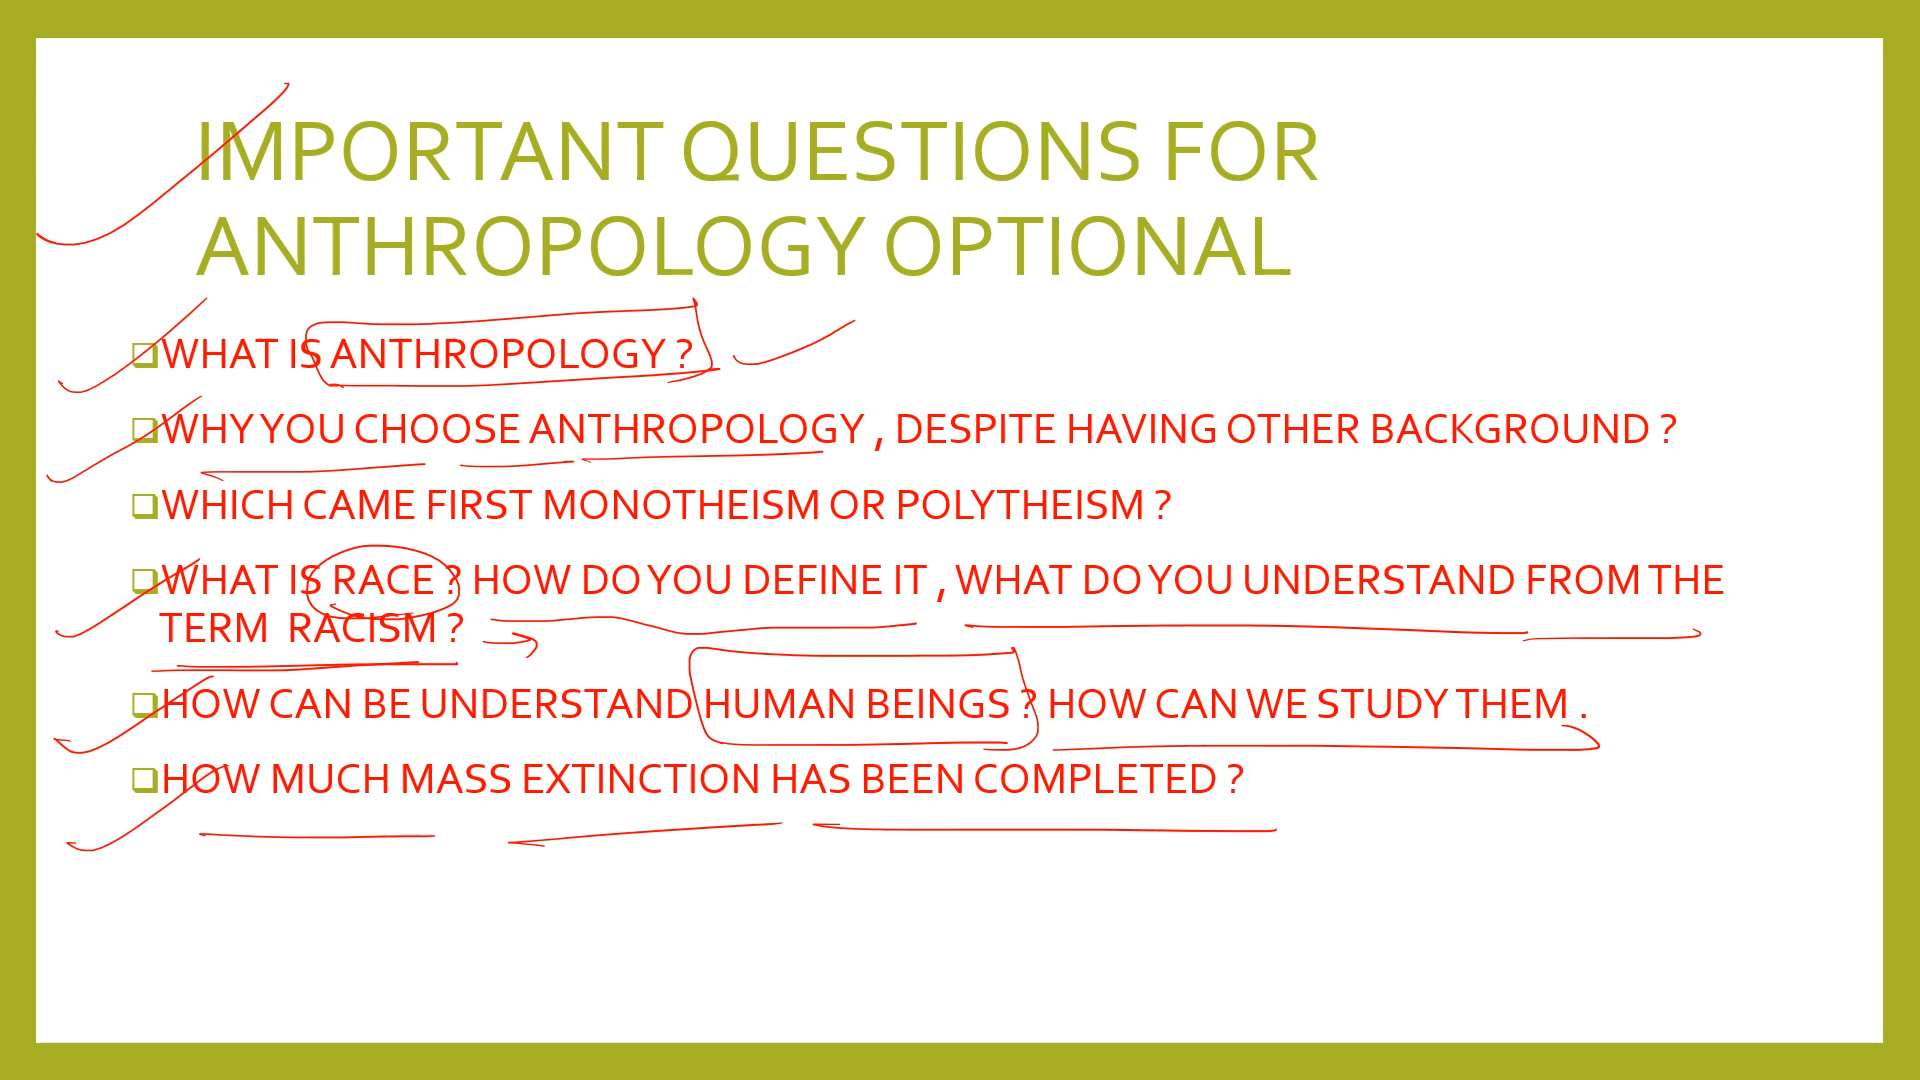 IMPORTANT QUESTIONS FOR
ANTHROPOLOGY OPTIONAL
WHAT IS ANTHROPOLOGY ?
WHY YOU CHOOSE ANTHROPOLOGY , DESPITE HAVING OTHER BACKGROUND ?
WHICH CAME FIRST MONOTHEISM OR POLYTHEISM ?
WHAT IS RACE ? HOW DO YOU DEFINE IT , WHAT DO YOU UNDERSTAND FROM THE
TERM RACISM ?
HOW CAN BE UNDERSTAND HUMAN BEINGS ? HOW CAN WE STUDY THEM .
HOW MUCH MASS EXTINCTION HAS BEEN COMPLETED ?